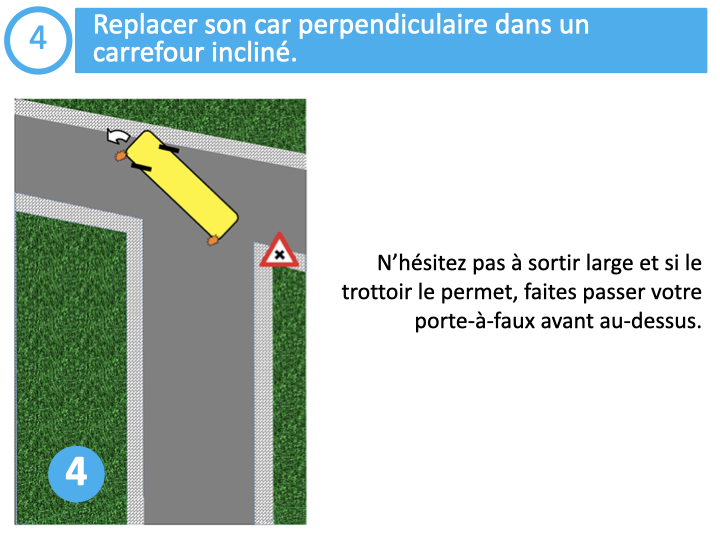 4
Replacer son car perpendiculaire dans un
carrefour incliné.
N'hésitez pas à sortir large et si le
trottoir le permet, faites passer votre
porte-à-faux avant au-dessus.
4